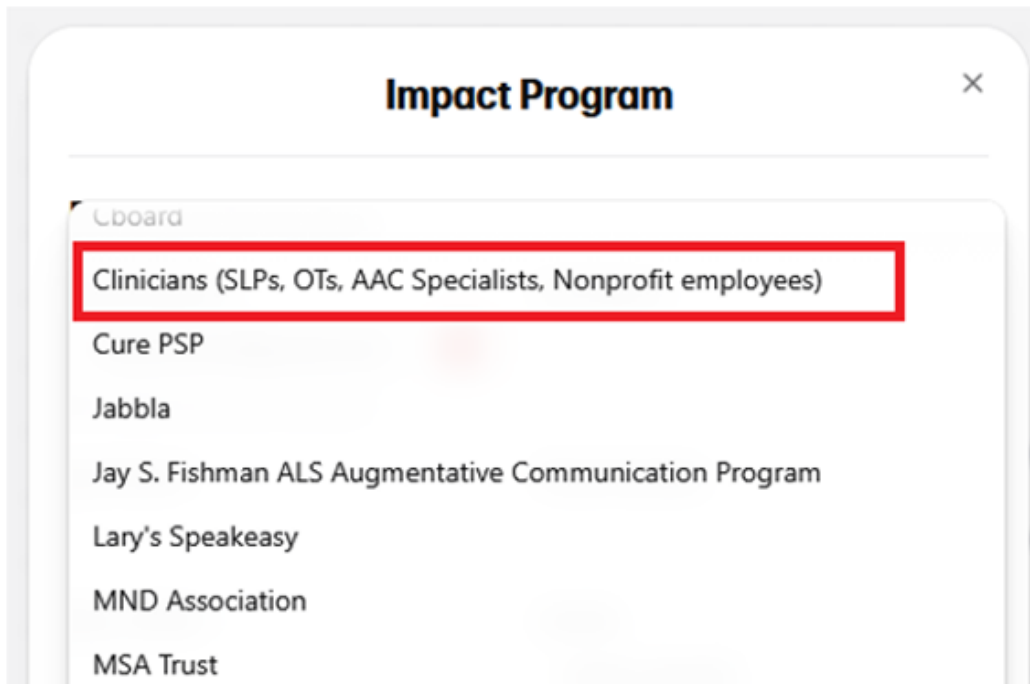 Impact Program
Cboard
Clinicians (SLPs, OTs, AAC Specialists, Nonprofit employees)
Cure PSP
Jabbla
Jay S. Fishman ALS Augmentative Communication Program
Lary's Speakeasy
MND Association
MSA Trust